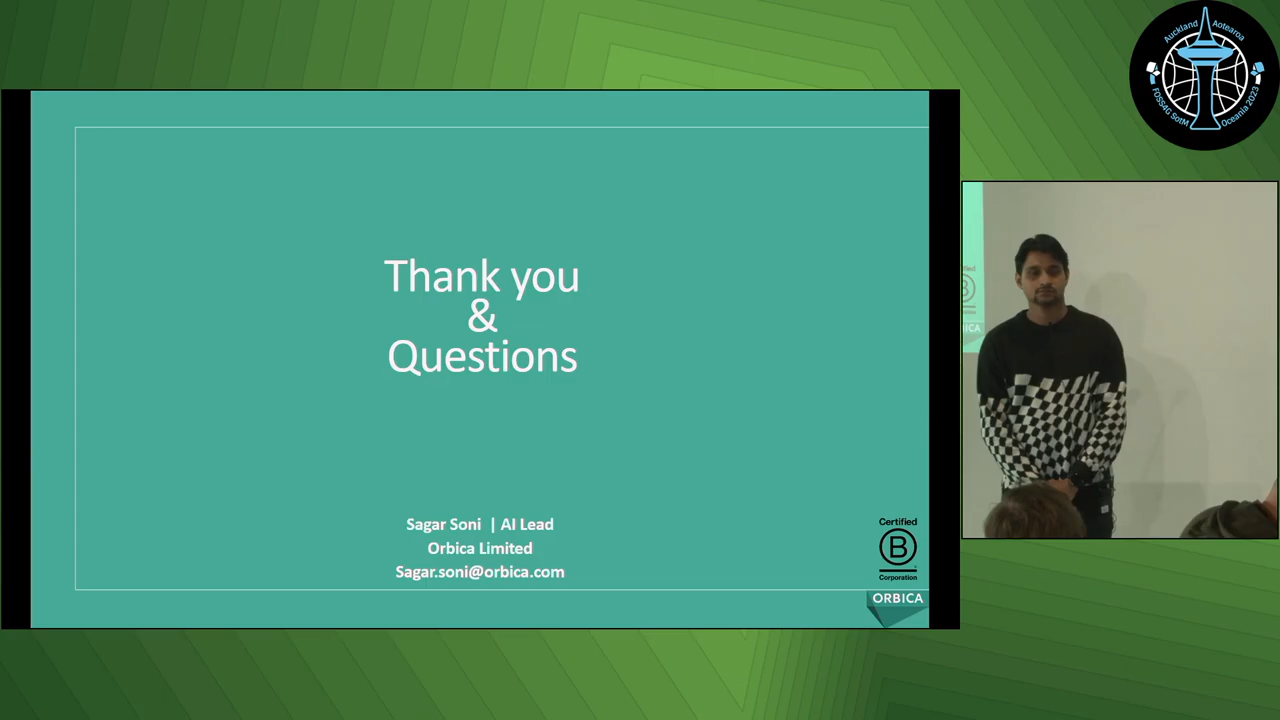 Thank you
&
Questions
Sagar Soni | AI Lead
Orbica Limited
Sagar.soni@orbica.com
Certified
B
Corporation
ORBICA
Auckland Aotearoa
FOSS4G SotM Oceania 2023
B